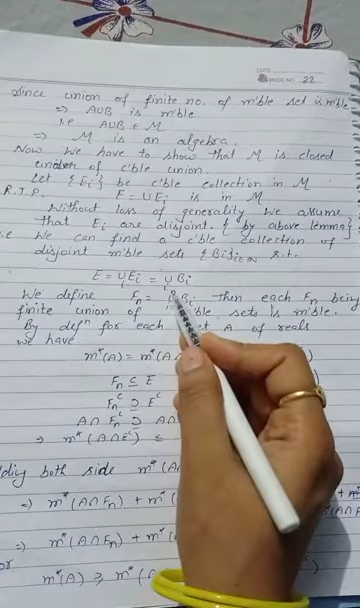 DATE
PAGE NO. 22
Since union of finite no. of m'ble set is m'ble
⇒ A∪B is m'ble
i.e A∪B ∈ M
⇒ M is an algebra.
Now We have to show that M is closed
under of c'ble union.
Let {Ei} be c'ble collection in M
R.T.P. E = ∪Ei is in M
Without loss of generality We assume
that Ei are disjoint. { by above lemma}
i.e We can find a c'ble collection of
disjoint m'ble sets {Bi}i∈N s.t.
E = ∪i Ei = ∪i Bi
We define Fn = Bi then each Fn being
finite union of ble sets is m'ble.
By defn for each A of reals
we have
m*(A) = m*(A∩
Fn ⊆ E
Fn^c ⊇ E^c
A∩Fn^c ⊇ A∩
⇒ m*(A∩E^c) ≤
both side m*(A
⇒ m*(A∩Fn) + m*(
⇒ m*(A∩Fn) + m*(
or
m*(A) ≥ m*(A